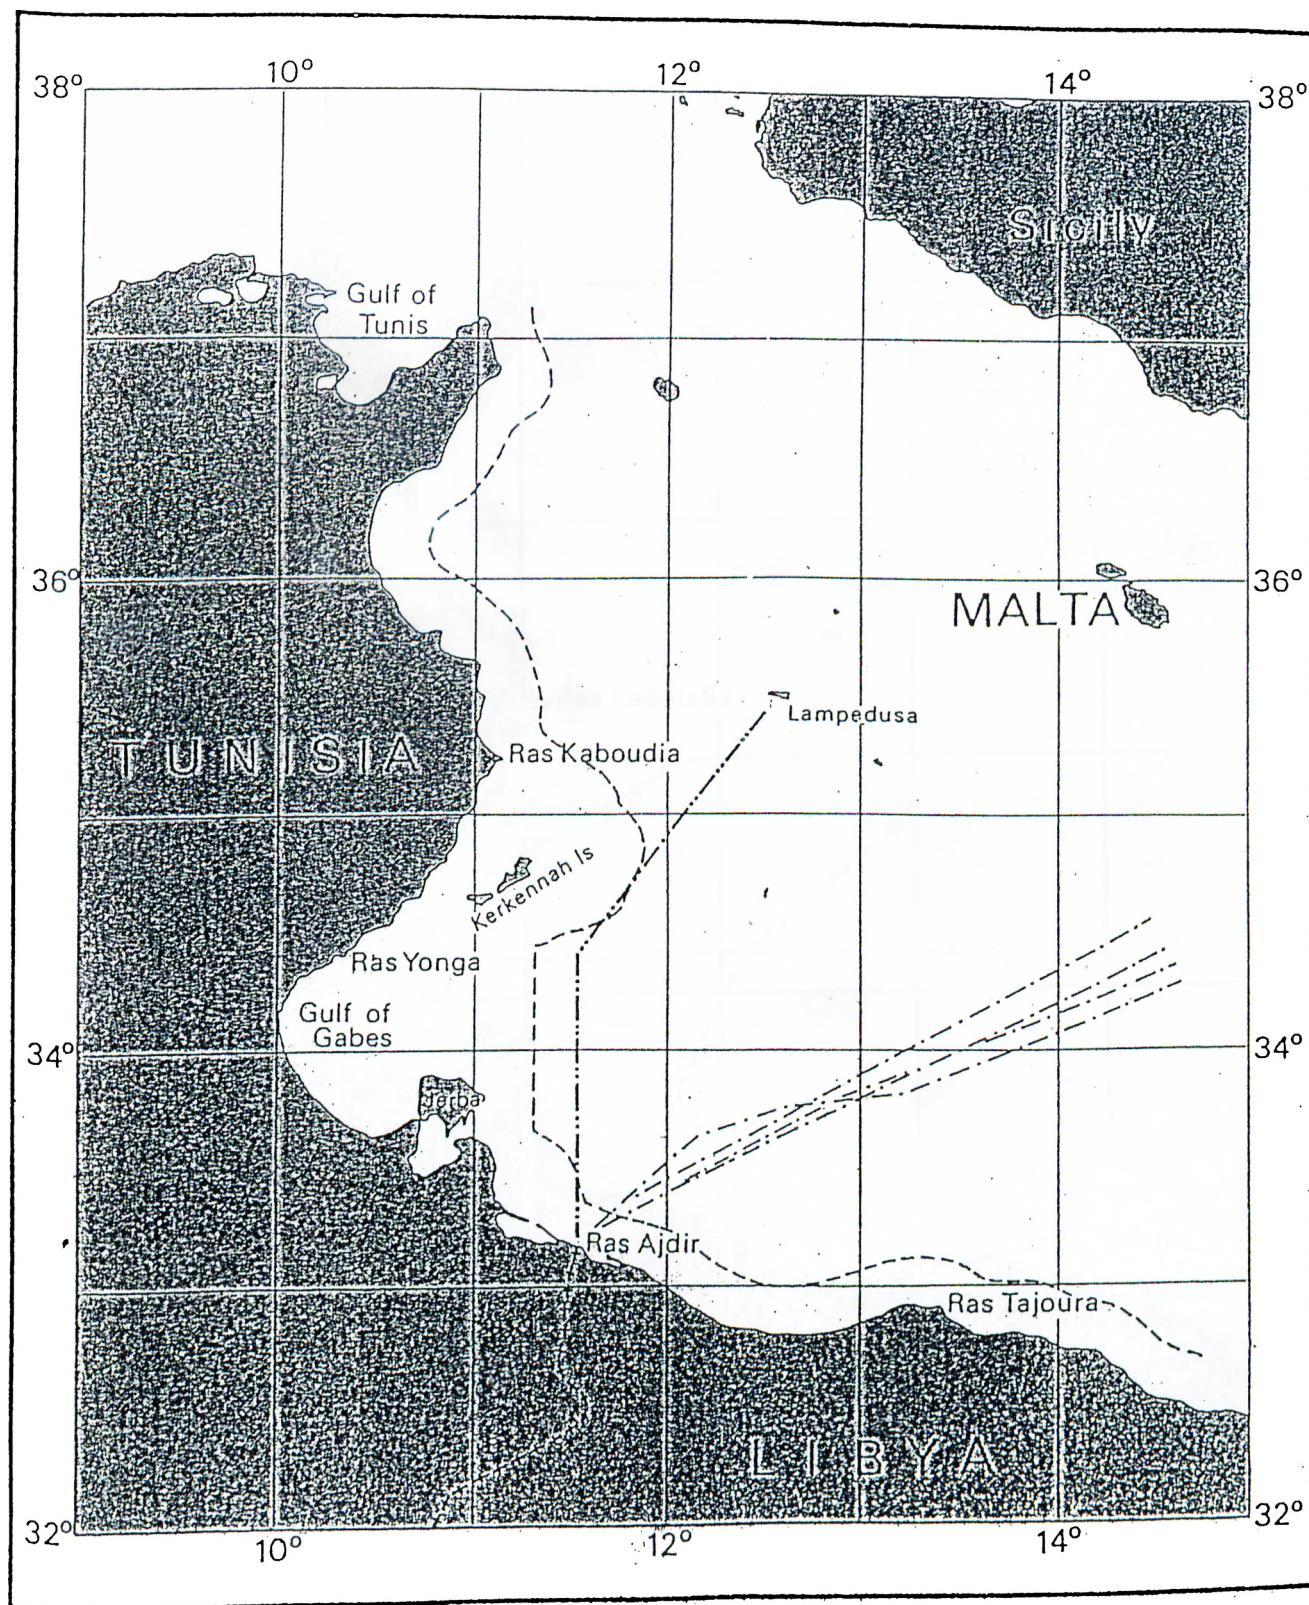 10° 12° 14°
38° 38°
Sicily
Gulf of
Tunis
36° 36°
MALTA
Lampedusa
TUNISIA
Ras Kaboudia
Kerkennah Is
Ras Yonga
Gulf of
Gabes
34° 34°
Jerba
Ras Ajdir
Ras Tajoura
LIBYA
32° 32°
10° 12° 14°